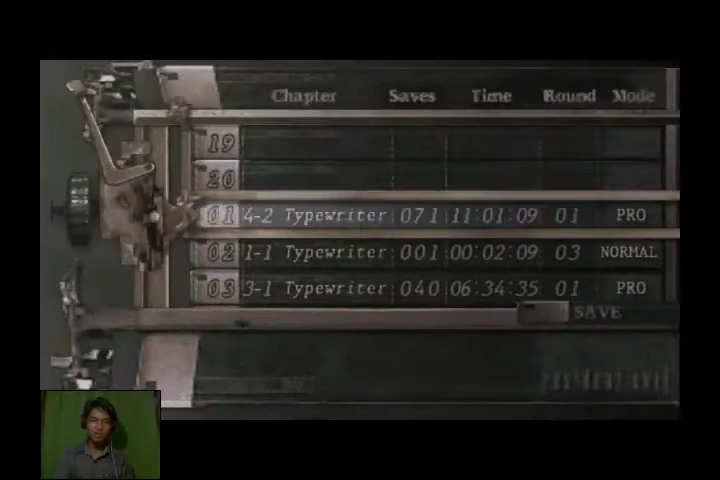 Chapter Saves Time Round Mode
19
20
01 4-2 Typewriter 071 11:01:09 01 PRO
02 1-1 Typewriter 001 00:02:09 03 NORMAL
03 3-1 Typewriter 040 06:34:35 01 PRO
SAVE
resident evil